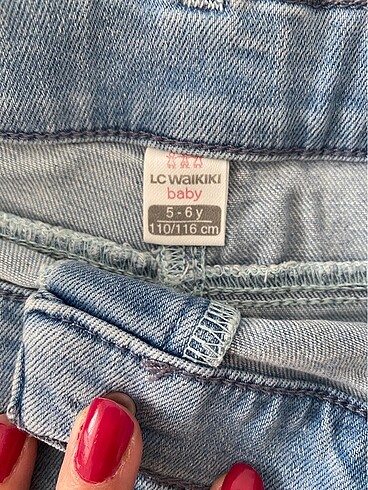 LC WAIKIKI
baby
5 - 6 y
110/116 cm